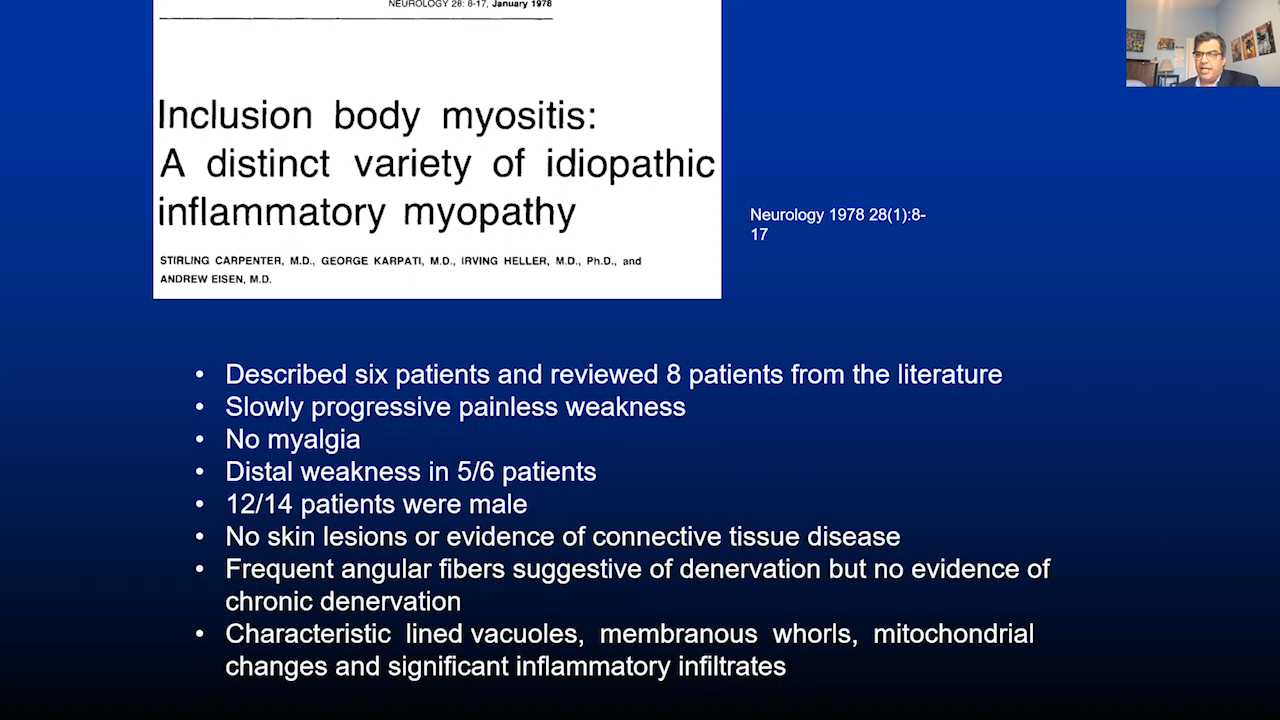 NEUROLOGY 28: 8-17, January 1978
Inclusion body myositis:
A distinct variety of idiopathic
inflammatory myopathy
STIRLING CARPENTER, M.D., GEORGE KARPATI, M.D., IRVING HELLER, M.D., Ph.D., and
ANDREW EISEN, M.D.
Neurology 1978 28(1):8-
17
• Described six patients and reviewed 8 patients from the literature
• Slowly progressive painless weakness
• No myalgia
• Distal weakness in 5/6 patients
• 12/14 patients were male
• No skin lesions or evidence of connective tissue disease
• Frequent angular fibers suggestive of denervation but no evidence of
chronic denervation
• Characteristic lined vacuoles, membranous whorls, mitochondrial
changes and significant inflammatory infiltrates